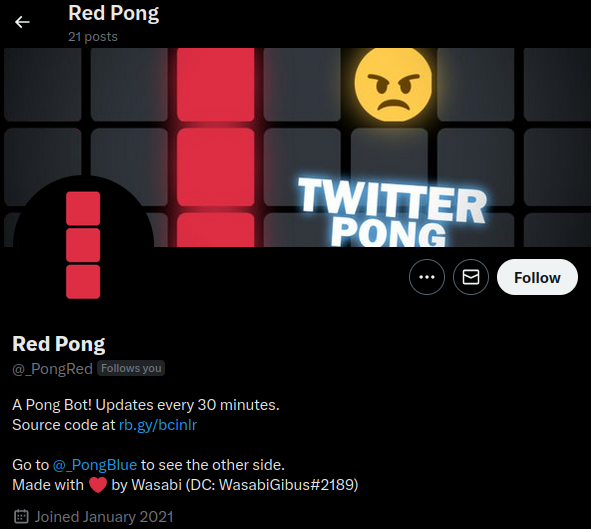 Red Pong
21 posts
TWITTER
PONG
Follow
Red Pong
@_PongRed Follows you
A Pong Bot! Updates every 30 minutes.
Source code at rb.gy/bcinlr
Go to @_PongBlue to see the other side.
Made with ❤️ by Wasabi (DC: WasabiGibus#2189)
Joined January 2021